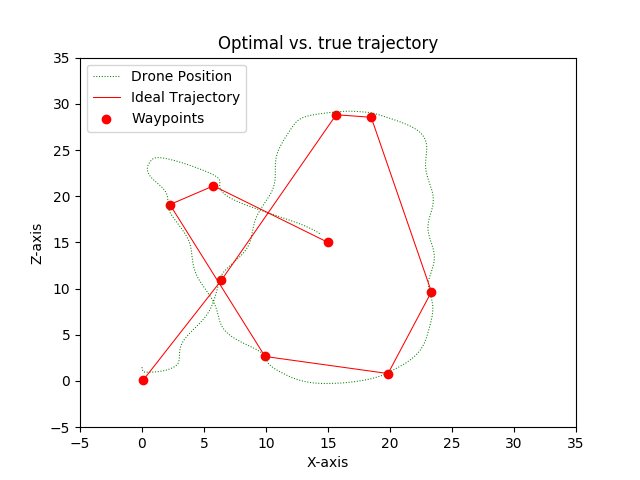 Optimal vs. true trajectory
35
30
25
20
15
10
5
0
−5
Z-axis
Drone Position
Ideal Trajectory
Waypoints
−5 0 5 10 15 20 25 30 35
X-axis